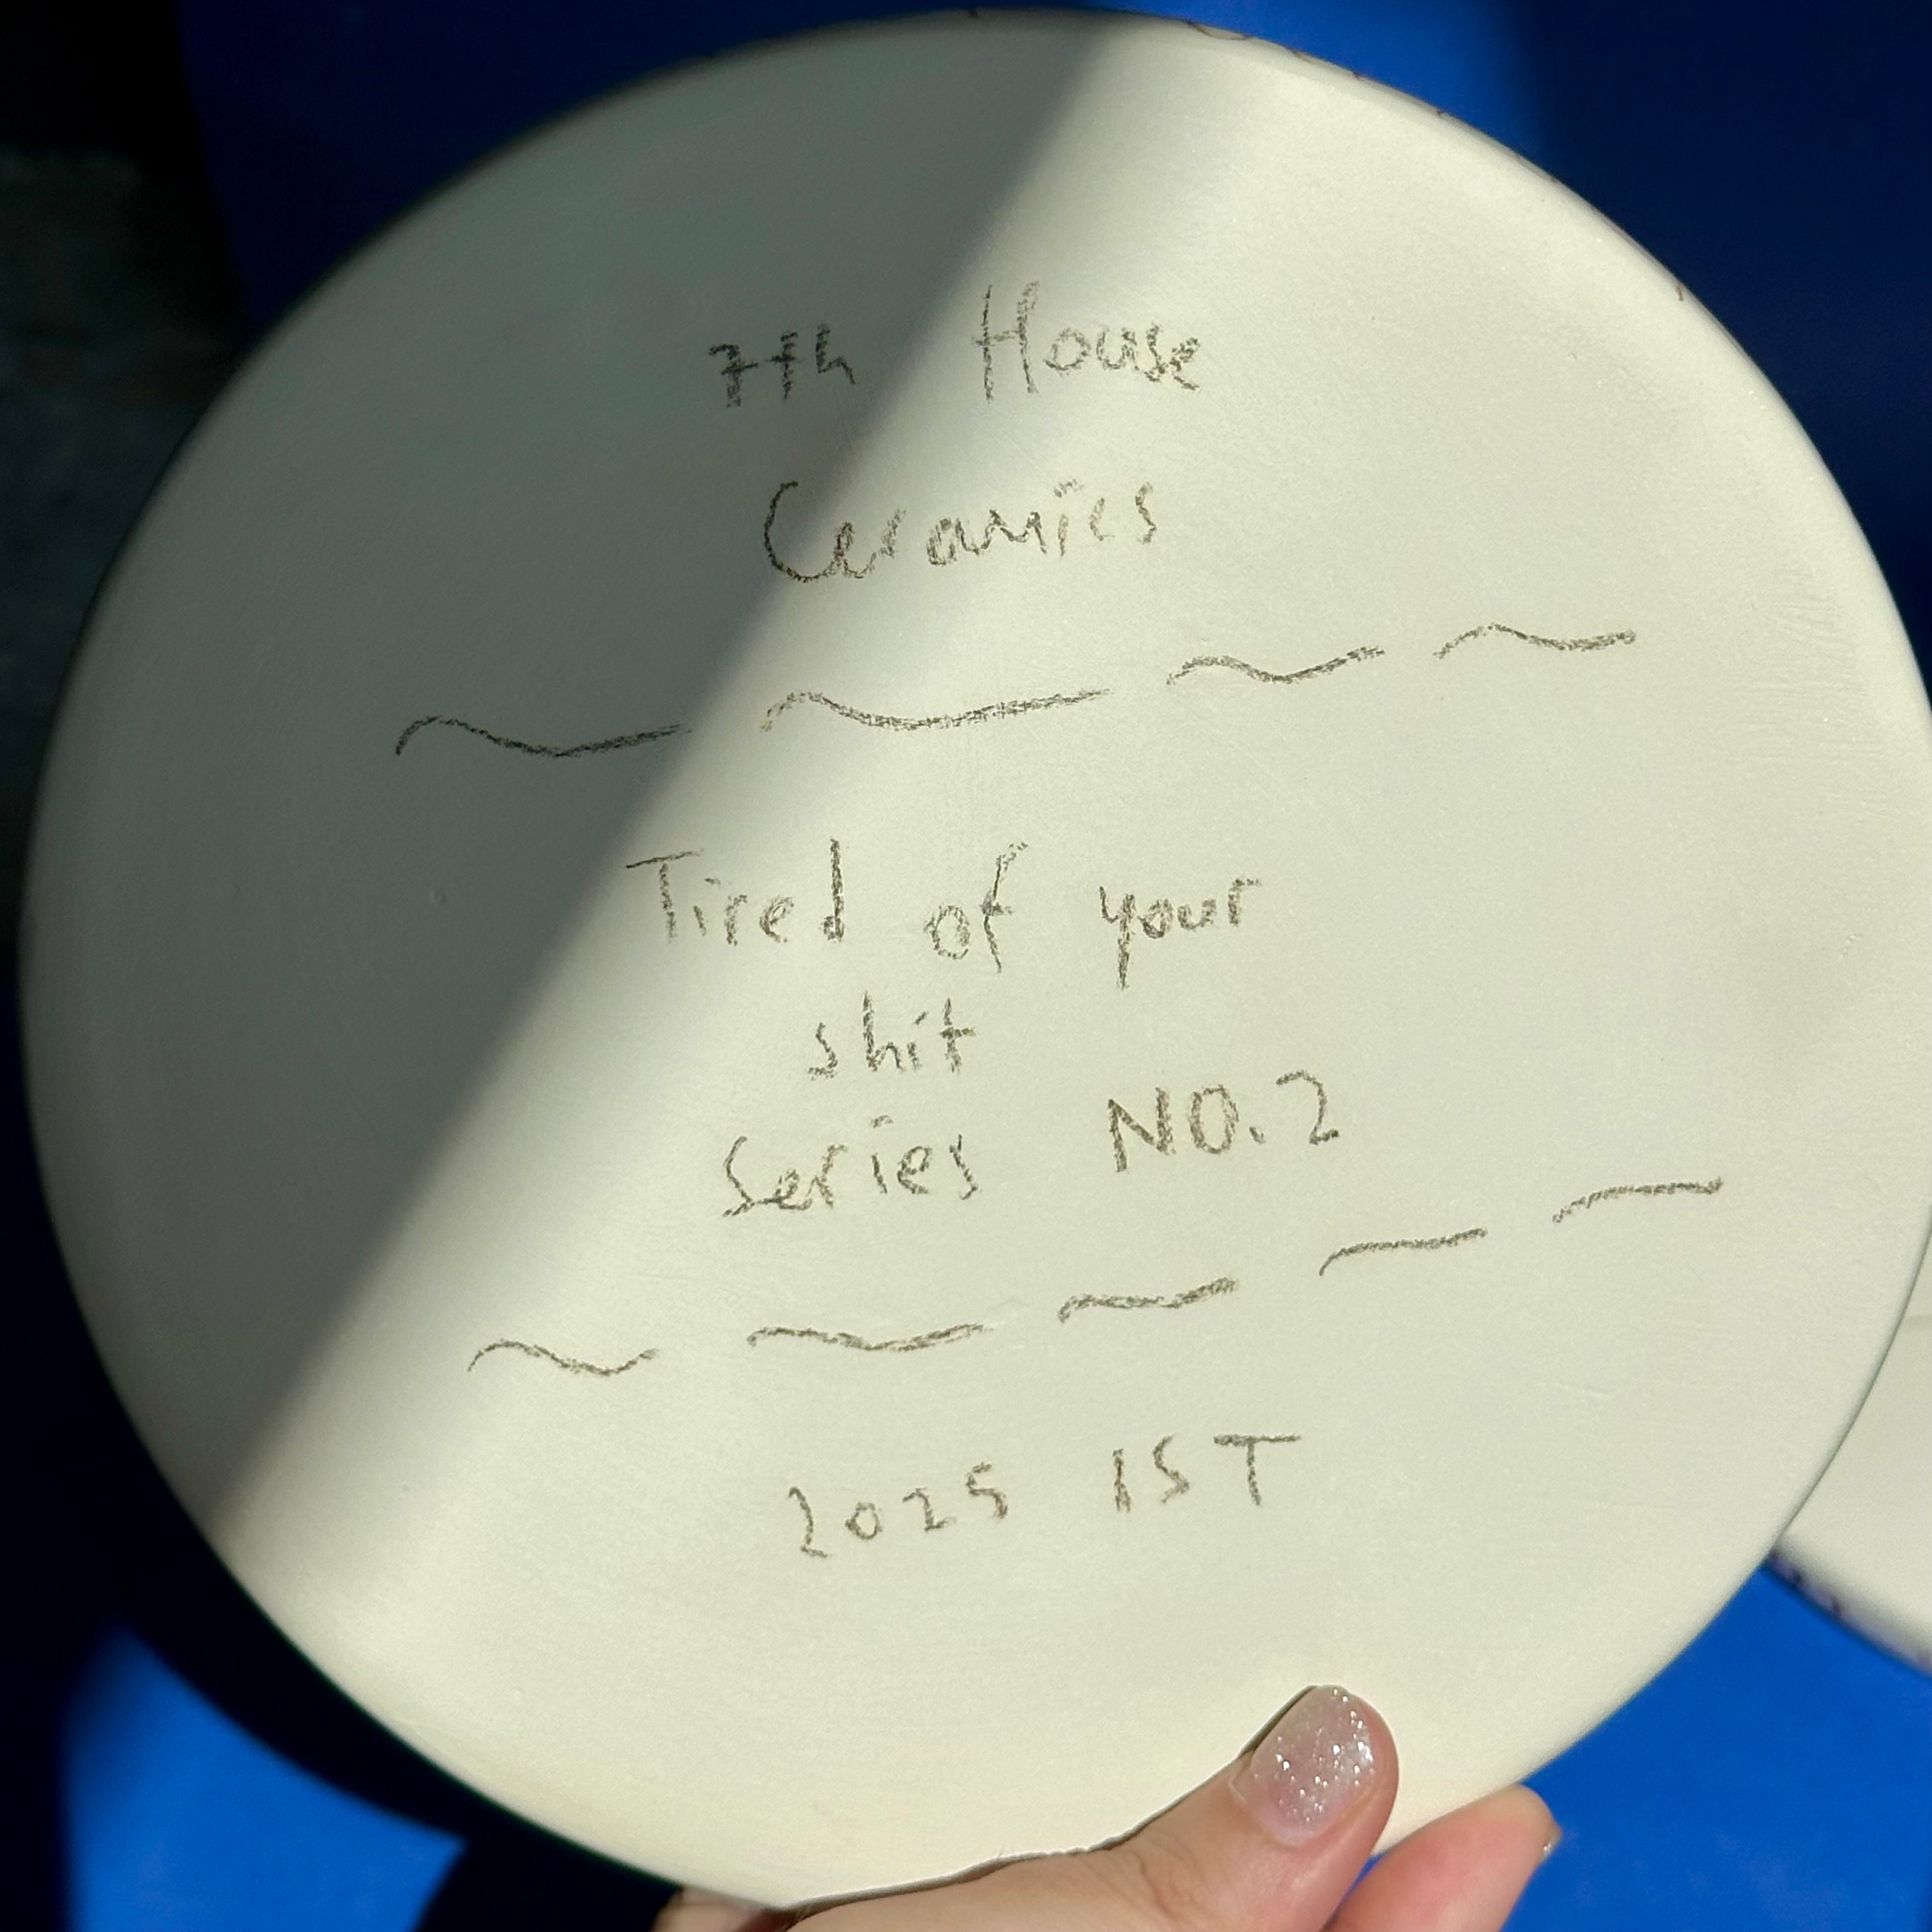 7th House
Ceramics
Tired of your
shit
Series NO.2
2025 IST